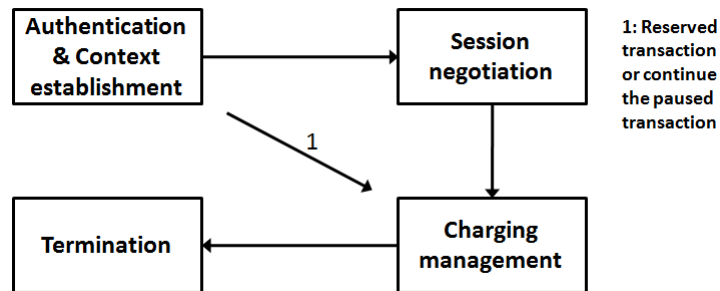 Authentication
& Context
establishment
Session
negotiation
1: Reserved
transaction
or continue
the paused
transaction
1
Termination
Charging
management